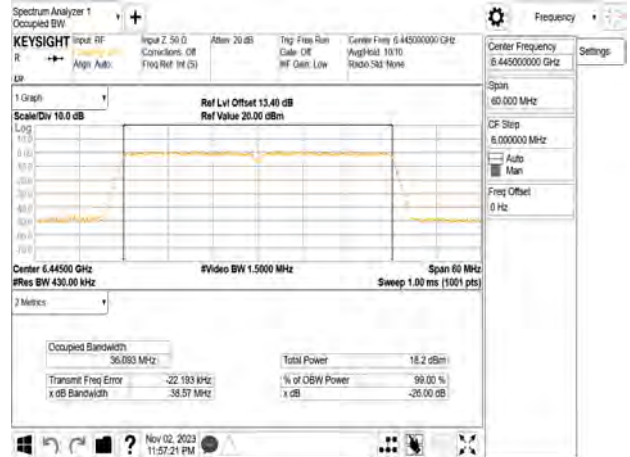 Spectrum Analyzer 1
Occupied BW
Frequency
KEYSIGHT
R
Input: RF
Align: Auto
Input Z: 50 Ω
Corrections: Off
Freq Ref: Int (S)
Atten: 20 dB
Trig: Free Run
Gate: Off
#IF Gain: Low
Center Freq: 6.445000000 GHz
Avg|Hold: 10/10
Radio Std: None
Center Frequency
6.445000000 GHz
Settings
Span
60.000 MHz
CF Step
6.000000 MHz
Auto
Man
Freq Offset
0 Hz
1 Graph
Scale/Div 10.0 dB
Ref Lvl Offset 13.40 dB
Ref Value 20.00 dBm
Log
10.0
0.00
Center 6.44500 GHz
#Res BW 430.00 kHz
#Video BW 1.5000 MHz
Span 60 MHz
Sweep 1.00 ms (1001 pts)
2 Metrics
Occupied Bandwidth
36.093 MHz
Total Power
18.2 dBm
Transmit Freq Error
-22.193 kHz
% of OBW Power
99.00 %
x dB Bandwidth
38.57 MHz
x dB
-26.00 dB
?
Nov 02, 2023
11:57:21 PM